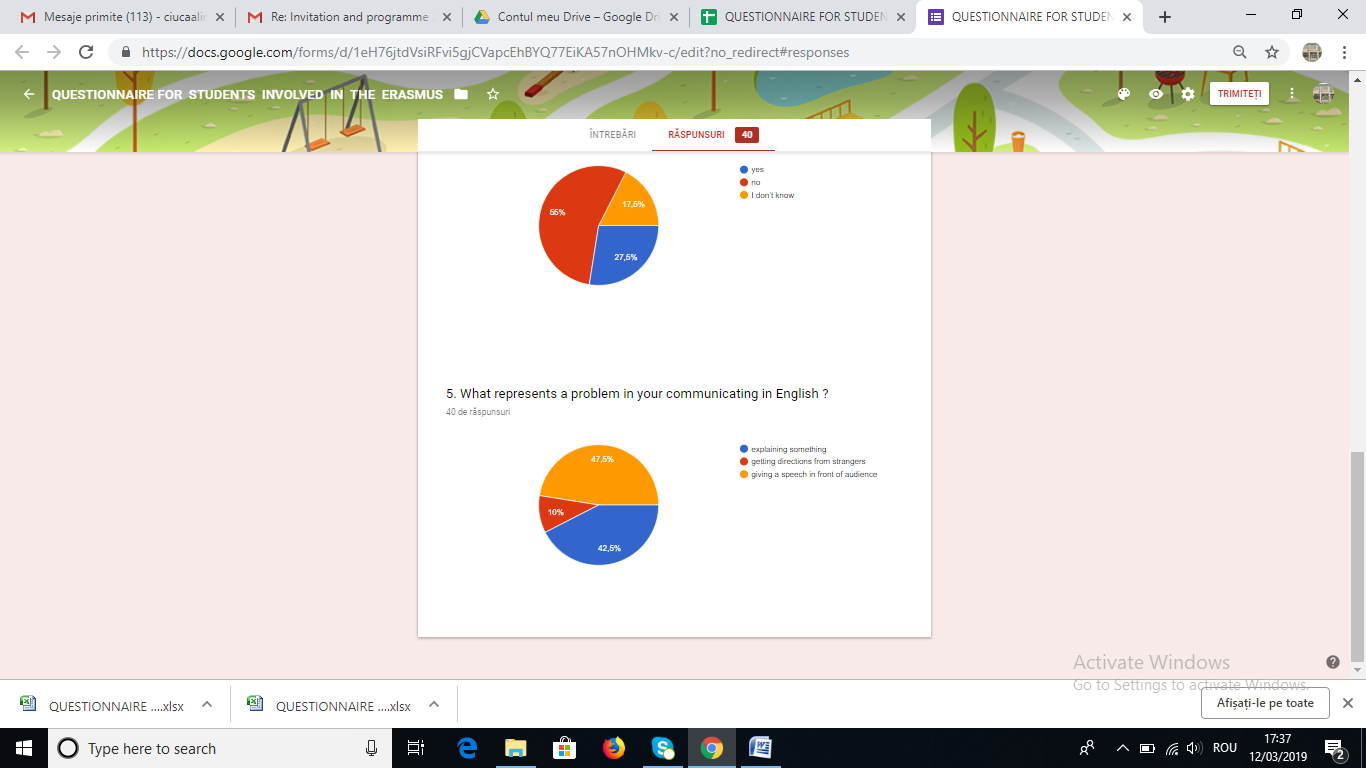 Mesaje primite (113) - ciucaalin
Re: Invitation and programme
Contul meu Drive – Google Dri
QUESTIONNAIRE FOR STUDEN
QUESTIONNAIRE FOR STUDEN
https://docs.google.com/forms/d/1eH76jtdVsiRFvi5gjCVapcEhBYQ77EiKA57nOHMkv-c/edit?no_redirect#responses
QUESTIONNAIRE FOR STUDENTS INVOLVED IN THE ERASMUS
TRIMITEȚI
ÎNTREBĂRI
RĂSPUNSURI 40
55%
17,5%
27,5%
yes
no
I don't know
5. What represents a problem in your communicating in English ?
40 de răspunsuri
47,5%
10%
42,5%
explaining something
getting directions from strangers
giving a speech in front of audience
Activate Windows
Go to Settings to activate Windows.
QUESTIONNAIRE ....xlsx
QUESTIONNAIRE ....xlsx
Afișați-le pe toate
Type here to search
ROU
17:37
12/03/2019
2